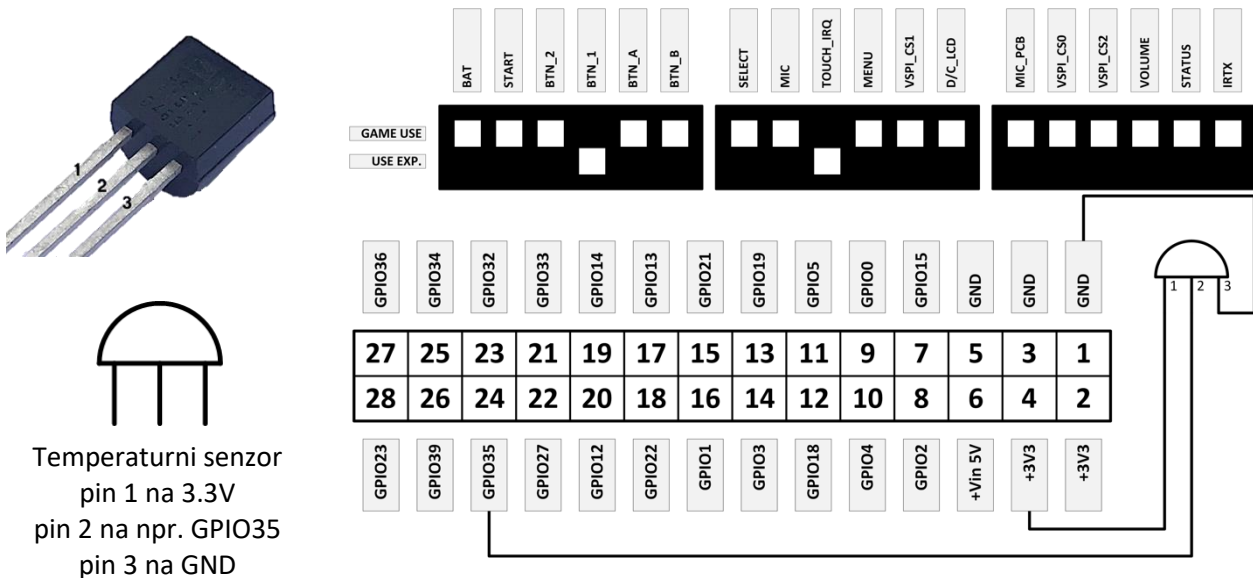 BAT START BTN_2 BTN_1 BTN_A BTN_B
SELECT MIC TOUCH_IRQ MENU VSPI_CS1 D/C_LCD
MIC_PCB VSPI_CS0 VSPI_CS2 VOLUME STATUS IRTX
GAME USE
USE EXP.
1
2
3
GPIO36 GPIO34 GPIO32 GPIO33 GPIO14 GPIO13 GPIO21 GPIO19 GPIO5 GPIO0 GPIO15 GND GND GND
1 2 3
27 25 23 21 19 17 15 13 11 9 7 5 3 1
28 26 24 22 20 18 16 14 12 10 8 6 4 2
GPIO23 GPIO39 GPIO35 GPIO27 GPIO12 GPIO22 GPIO1 GPIO3 GPIO18 GPIO4 GPIO2 +Vin 5V +3V3 +3V3
Temperaturni senzor
pin 1 na 3.3V
pin 2 na npr. GPIO35
pin 3 na GND